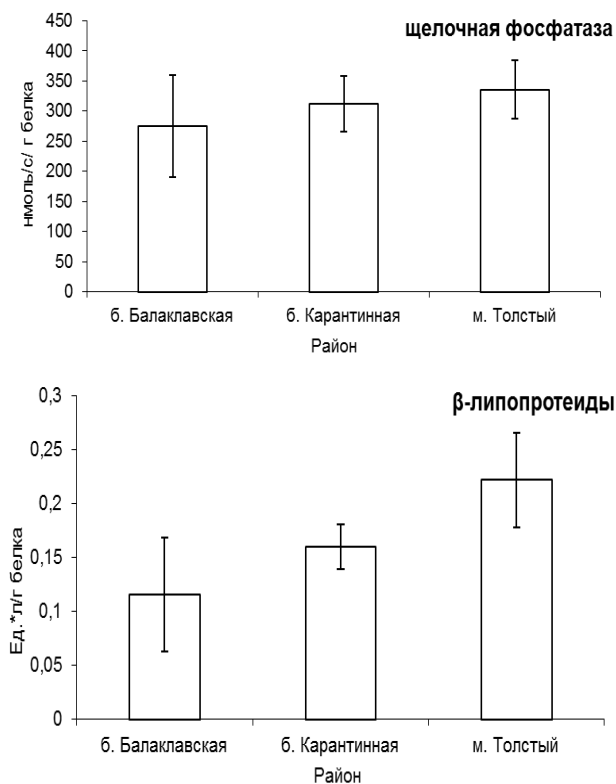 щелочная фосфатаза
нмоль/с/ г белка
450
400
350
300
250
200
150
100
50
0
б. Балаклавская б. Карантинная м. Толстый
Район
β-липопротеиды
Ед.*л/г белка
0,3
0,25
0,2
0,15
0,1
0,05
0
б. Балаклавская б. Карантинная м. Толстый
Район